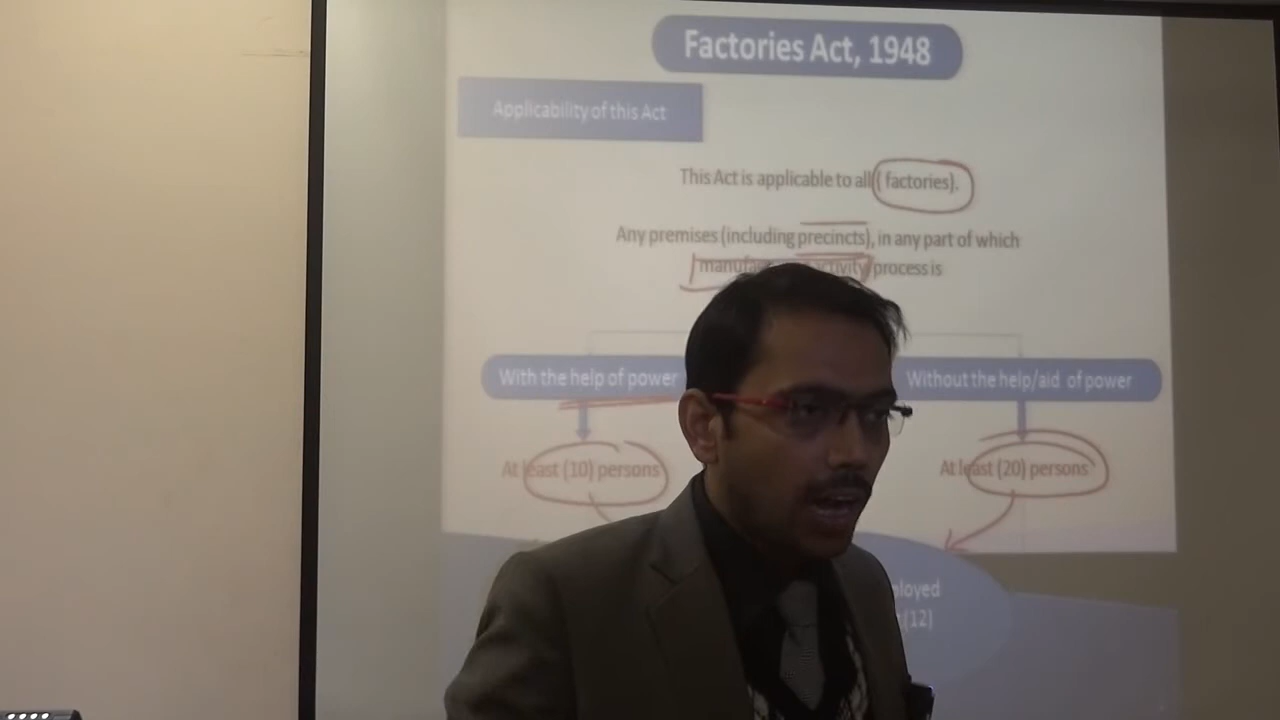 Factories Act, 1948
Applicability of this Act
This Act is applicable to all ( factories).
Any premises (including precincts), in any part of which
process is
With the help of power
Without the help/aid of power
At least (10) persons
At least (20) persons
(12)